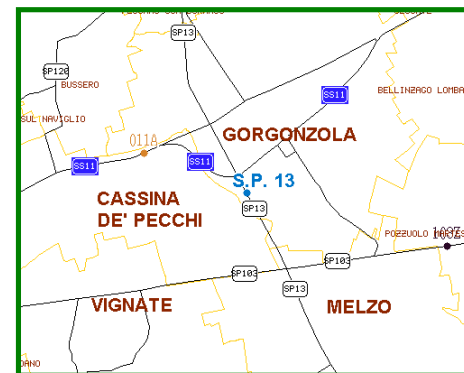 SP13
SP120
BUSSERO
SS11
BELLINZAGO LOMBA
SUL NAVIGLIO
011A
GORGONZOLA
SS11
SS11
S.P. 13
CASSINA
DE' PECCHI
SP13
POZZUOLO
SP103
SP103
SP13
VIGNATE
MELZO